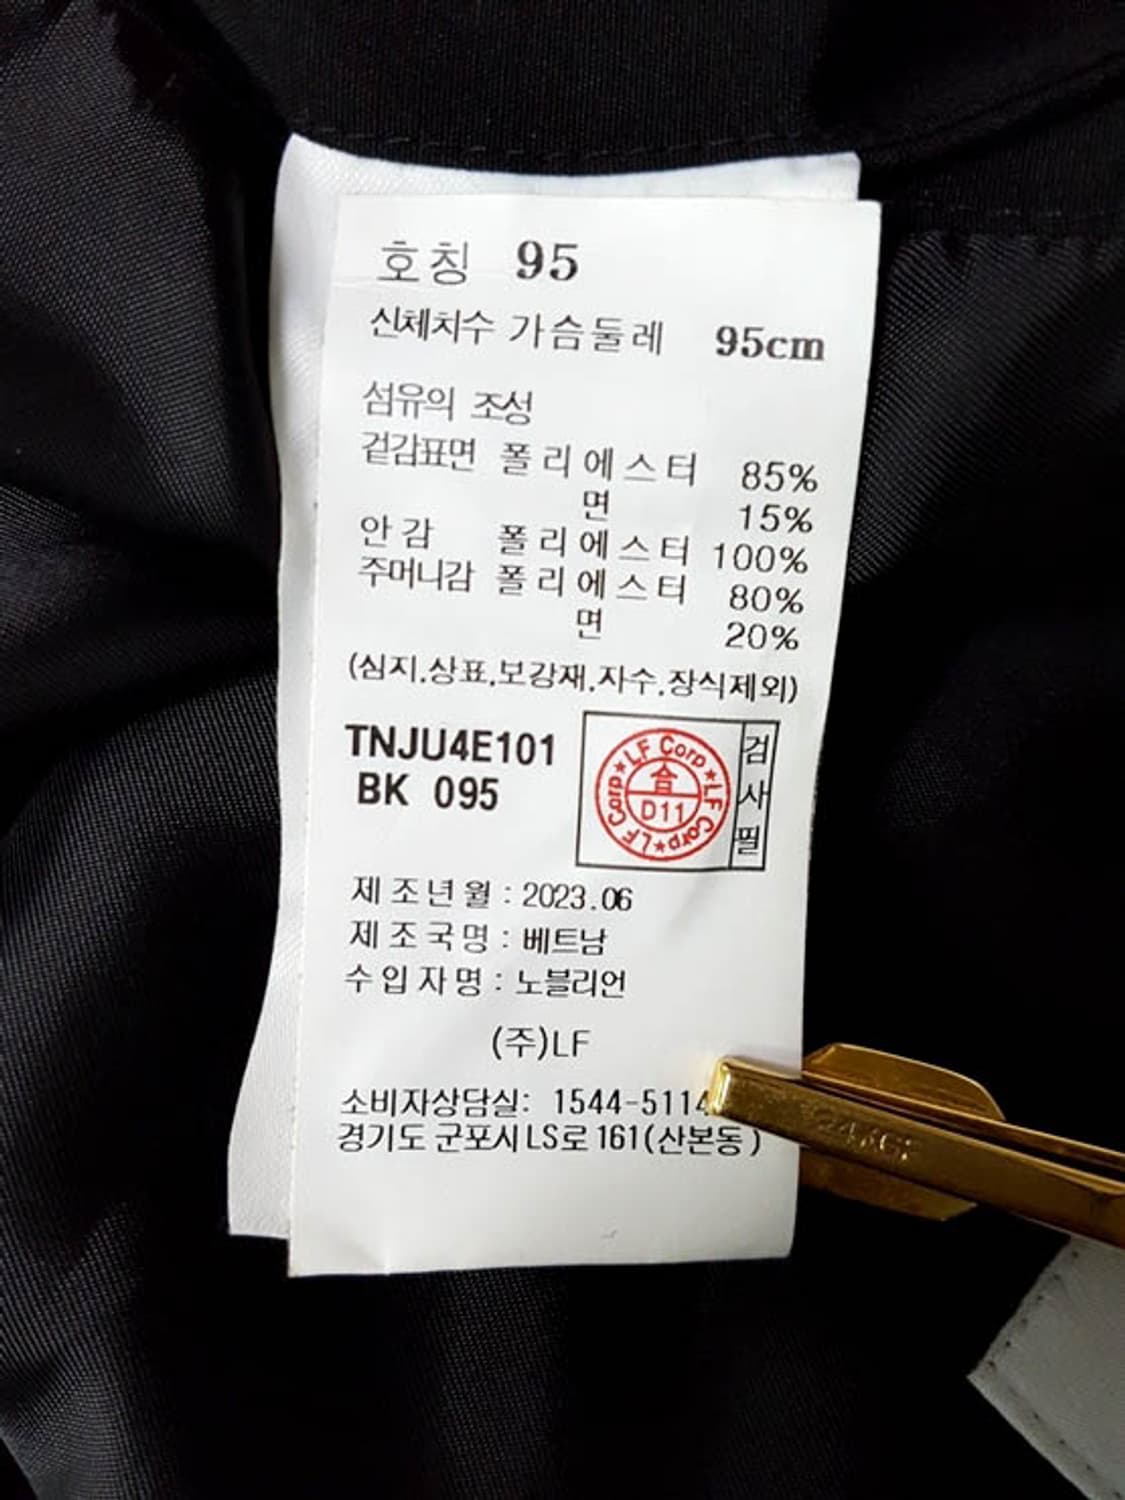 호칭 95
신체치수 가슴둘레 95cm
섬유의 조성
겉감표면 폴리에스터 85%
면 15%
안감 폴리에스터 100%
주머니감 폴리에스터 80%
면 20%
(심지.상표.보강재.자수.장식제외)
TNJU4E101
BK 095
LF Corp★LF Corp★LF Corp★
合
D11
검사필
제조년월 : 2023.06
제조국명 : 베트남
수입자명 : 노블리언
(주)LF
소비자상담실: 1544-5114
경기도 군포시 LS로 161(산본동)